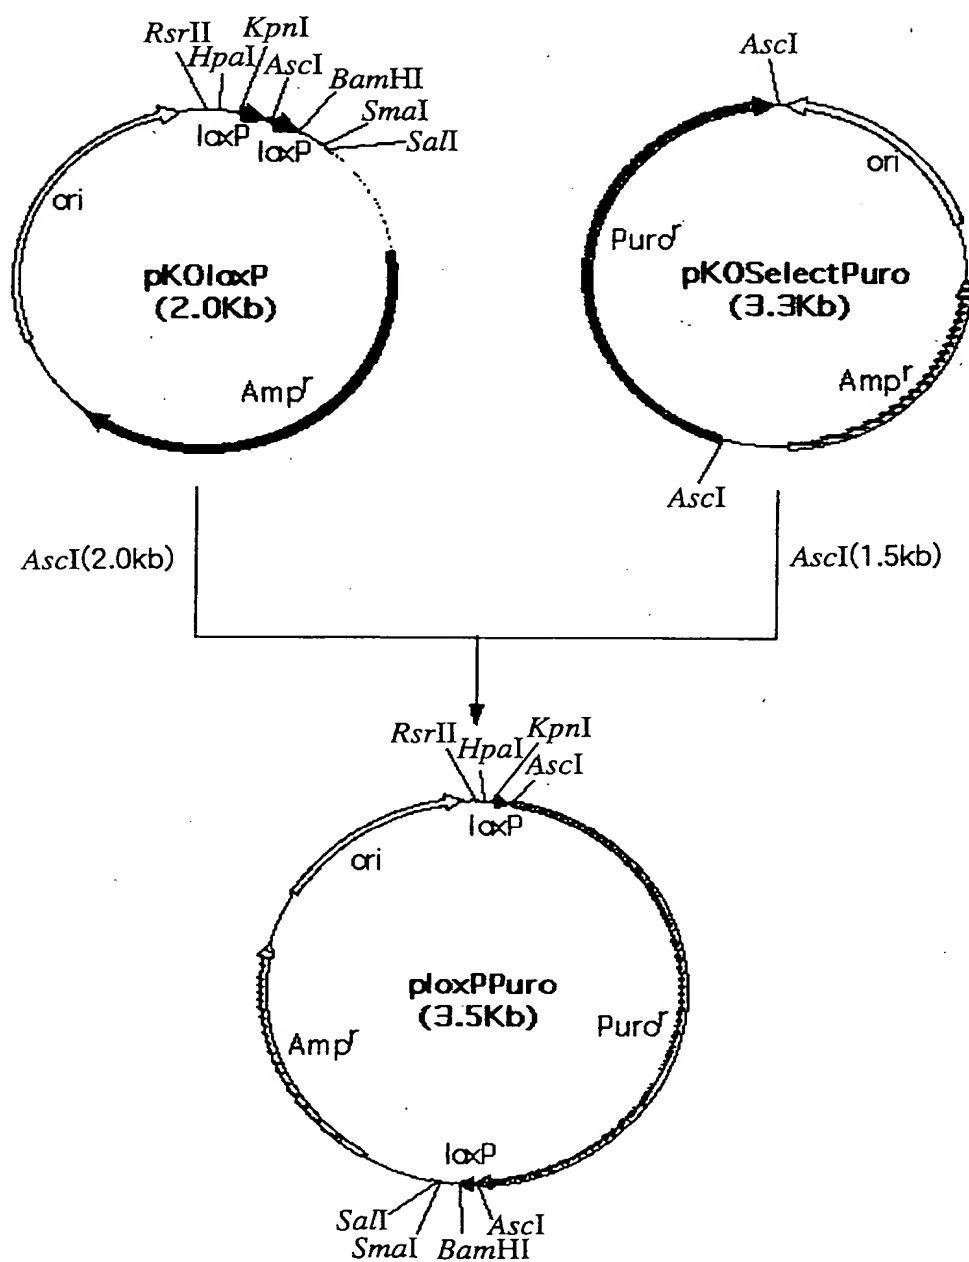 RsrII
HpaI
KpnI
AscI
BamHI
SmaI
SalI
loxP
loxP
ori
pKOloxP
(2.0Kb)
Ampr
AscI
ori
Puror
pKOSelectPuro
(3.3Kb)
Ampr
AscI
AscI(2.0kb)
AscI(1.5kb)
RsrII
HpaI
KpnI
AscI
loxP
ori
ploxPPuro
(3.5Kb)
Puror
Ampr
loxP
SalI
SmaI
BamHI
AscI